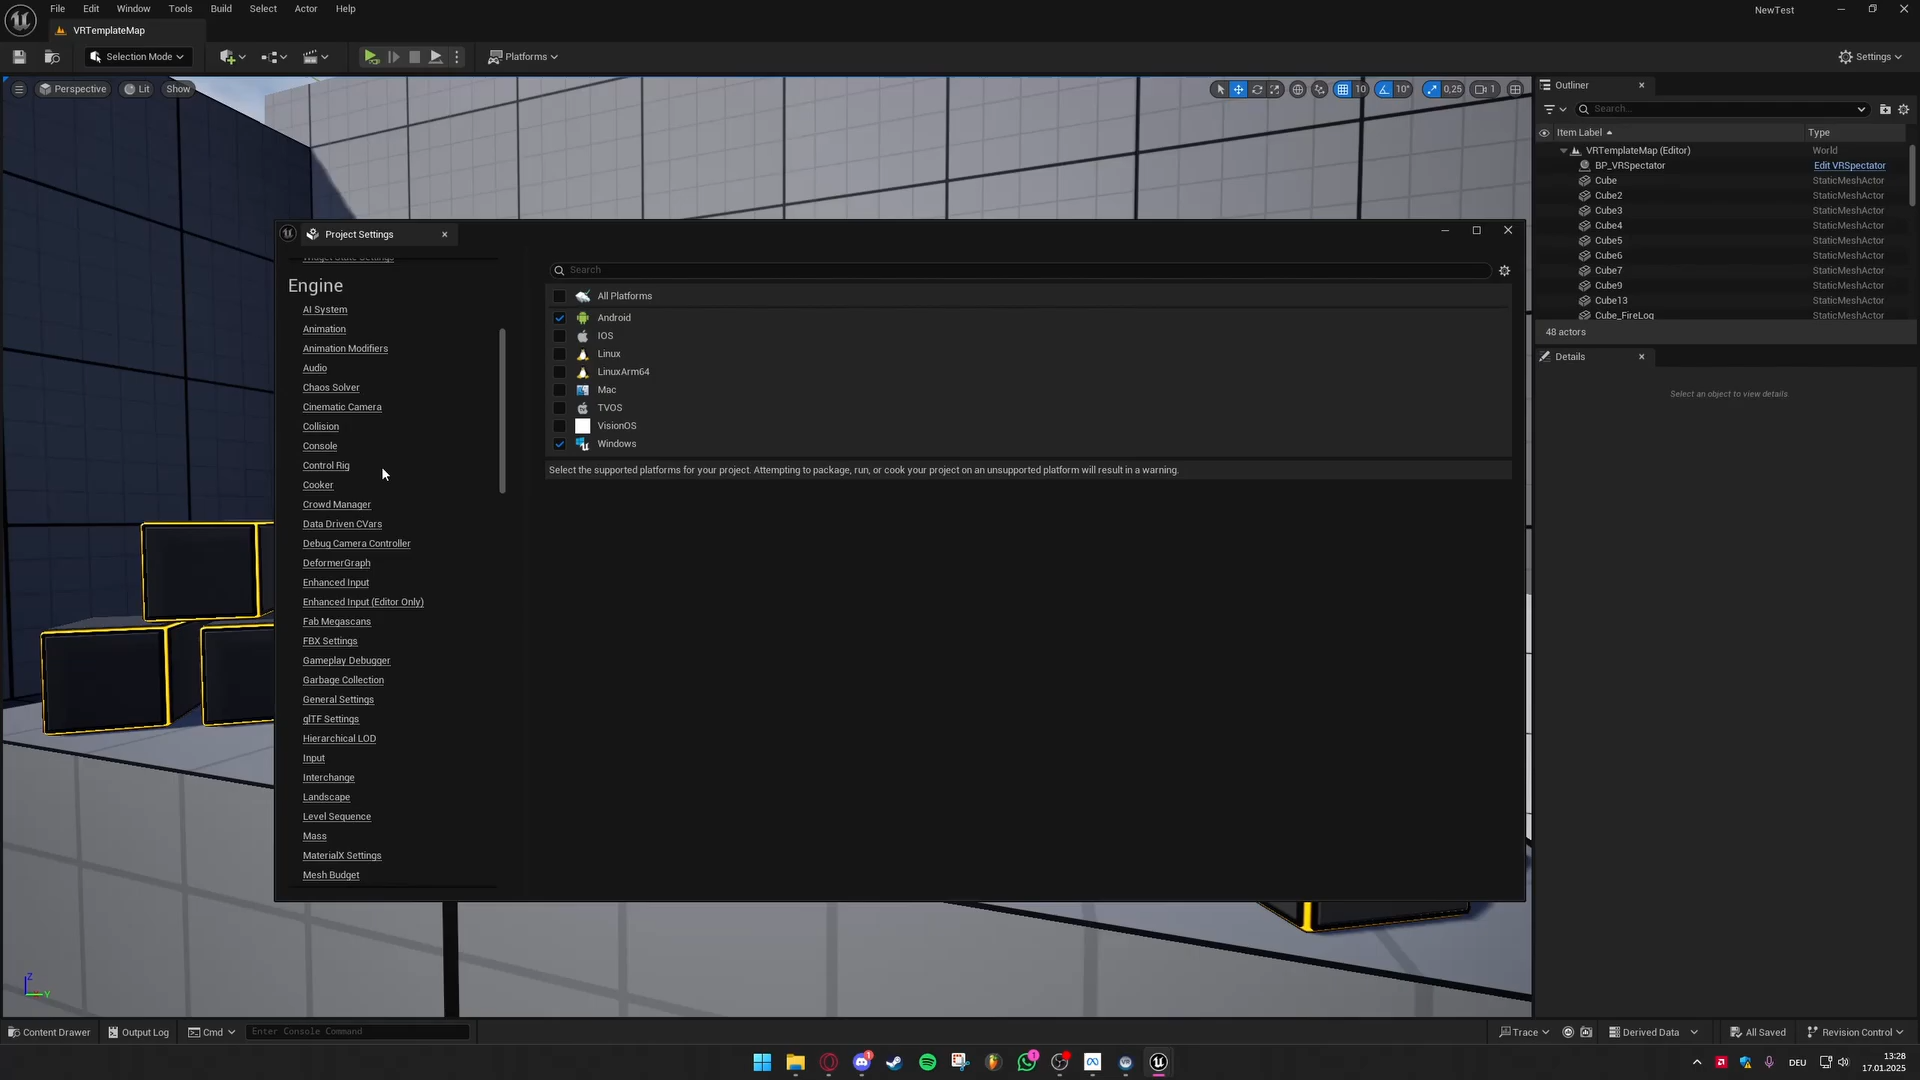 File Edit Window Tools Build Select Actor Help
NewTest
VRTemplateMap
Selection Mode
Platforms
Settings
Perspective
Lit
Show
10
10°
0,25
1
Outliner
Search...
Item Label
Type
VRTemplateMap (Editor) World
BP_VRSpectator Edit VRSpectator
Cube StaticMeshActor
Cube2 StaticMeshActor
Cube3 StaticMeshActor
Cube4 StaticMeshActor
Cube5 StaticMeshActor
Cube6 StaticMeshActor
Cube7 StaticMeshActor
Cube9 StaticMeshActor
Cube13 StaticMeshActor
Cube_FireLog StaticMeshActor
48 actors
Details
Select an object to view details
Project Settings
Widget State Settings
Engine
AI System
Animation
Animation Modifiers
Audio
Chaos Solver
Cinematic Camera
Collision
Console
Control Rig
Cooker
Crowd Manager
Data Driven CVars
Debug Camera Controller
DeformerGraph
Enhanced Input
Enhanced Input (Editor Only)
Fab Megascans
FBX Settings
Gameplay Debugger
Garbage Collection
General Settings
glTF Settings
Hierarchical LOD
Input
Interchange
Landscape
Level Sequence
Mass
MaterialX Settings
Mesh Budget
Search
All Platforms
Android
IOS
Linux
LinuxArm64
Mac
TVOS
VisionOS
Windows
Select the supported platforms for your project. Attempting to package, run, or cook your project on an unsupported platform will result in a warning.
Z
Y
Content Drawer
Output Log
Cmd
Enter Console Command
Trace
Derived Data
All Saved
Revision Control
1
1
DEU
13:28
17.01.2025